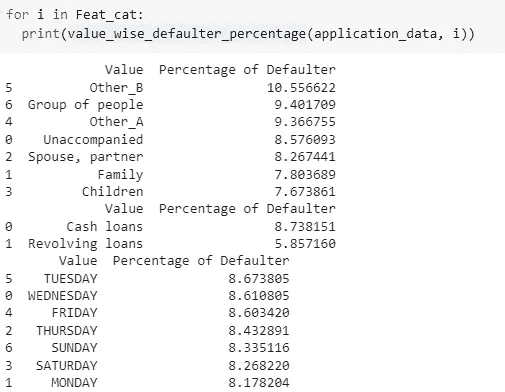 for i in Feat_cat:
  print(value_wise_defaulter_percentage(application_data, i))
             Value  Percentage of Defaulter
5          Other_B                10.556622
6  Group of people                 9.401709
4          Other_A                 9.366755
0    Unaccompanied                 8.576093
2  Spouse, partner                 8.267441
1           Family                 7.803689
3         Children                 7.673861
             Value  Percentage of Defaulter
0       Cash loans                 8.738151
1  Revolving loans                 5.857160
       Value  Percentage of Defaulter
5    TUESDAY                 8.673805
0  WEDNESDAY                 8.610805
4     FRIDAY                 8.603420
2   THURSDAY                 8.432891
6     SUNDAY                 8.335116
3   SATURDAY                 8.268220
1     MONDAY                 8.178204